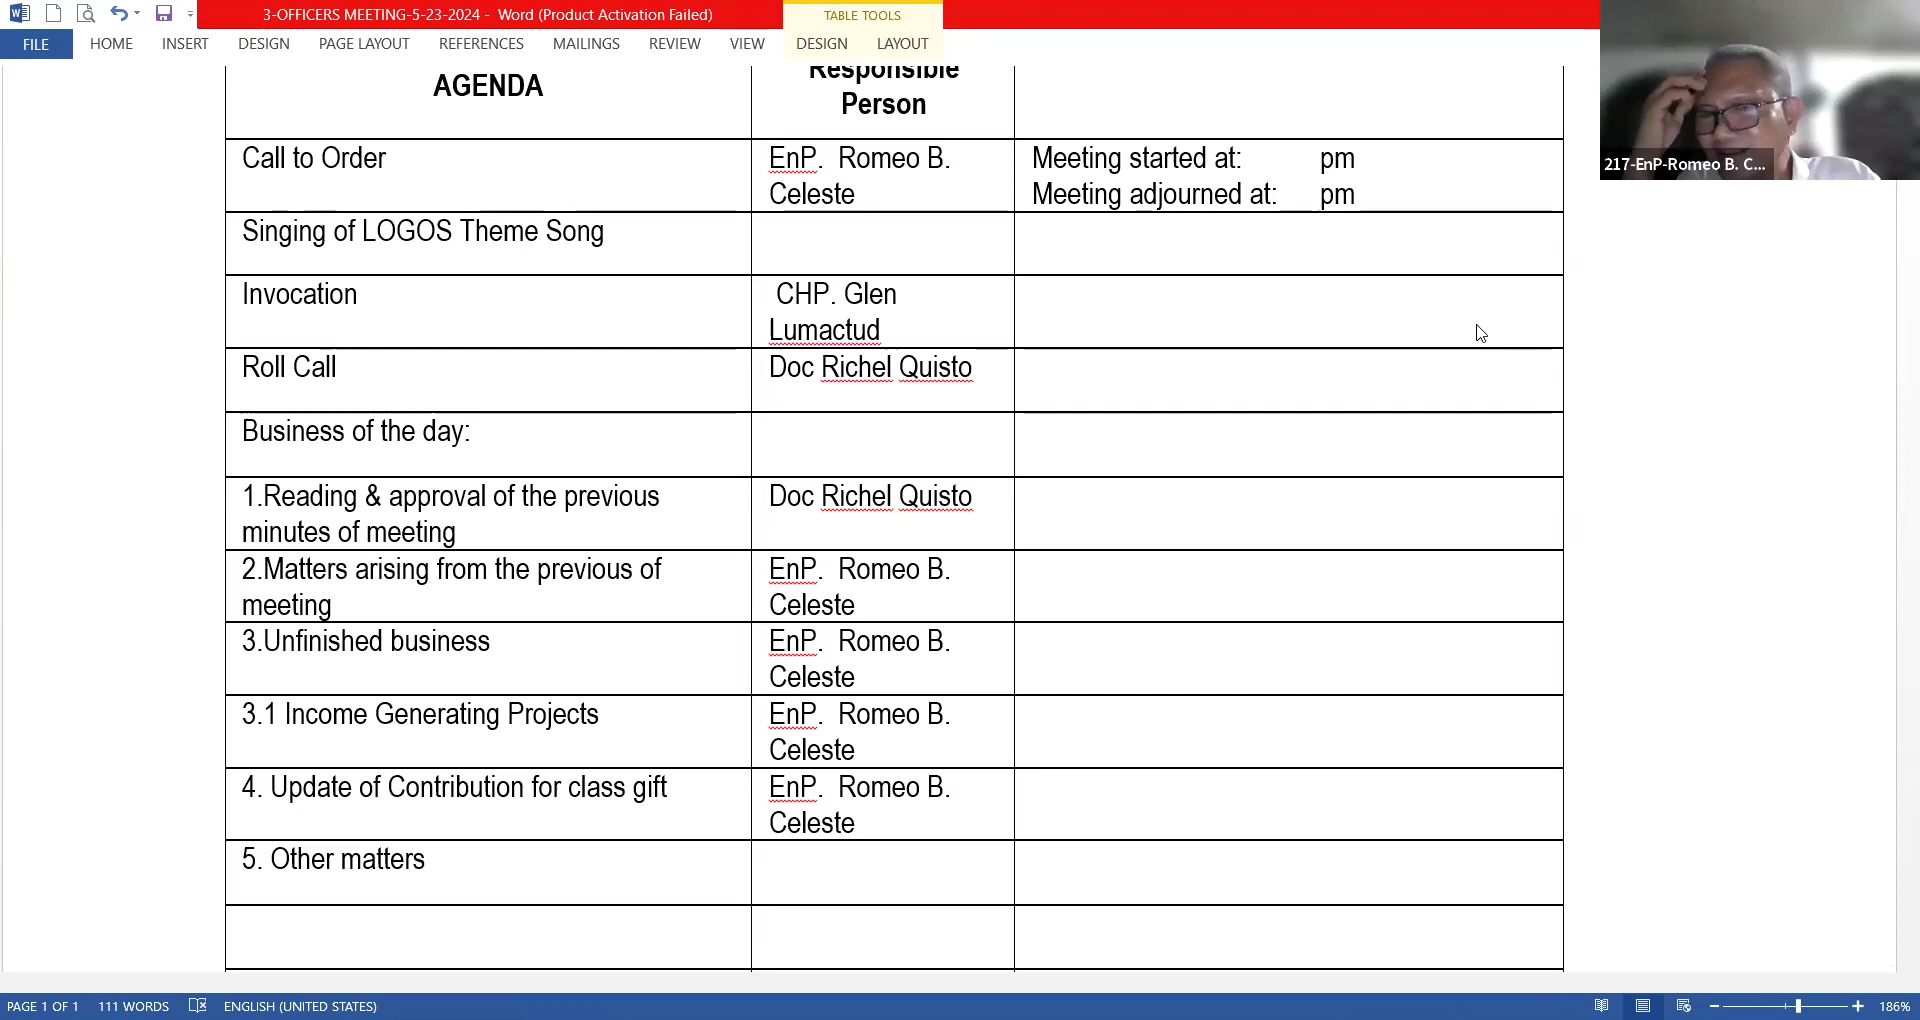 3-OFFICERS MEETING-5-23-2024 - Word (Product Activation Failed)
TABLE TOOLS
FILE HOME INSERT DESIGN PAGE LAYOUT REFERENCES MAILINGS REVIEW VIEW DESIGN LAYOUT
217-EnP-Romeo B. C...
AGENDA
Responsible
Person
Call to Order
EnP. Romeo B.
Celeste
Meeting started at: pm
Meeting adjourned at: pm
Singing of LOGOS Theme Song
Invocation
CHP. Glen
Lumactud
Roll Call
Doc Richel Quisto
Business of the day:
1.Reading & approval of the previous
minutes of meeting
Doc Richel Quisto
2.Matters arising from the previous of
meeting
EnP. Romeo B.
Celeste
3.Unfinished business
EnP. Romeo B.
Celeste
3.1 Income Generating Projects
EnP. Romeo B.
Celeste
4. Update of Contribution for class gift
EnP. Romeo B.
Celeste
5. Other matters
PAGE 1 OF 1 111 WORDS ENGLISH (UNITED STATES) 186%